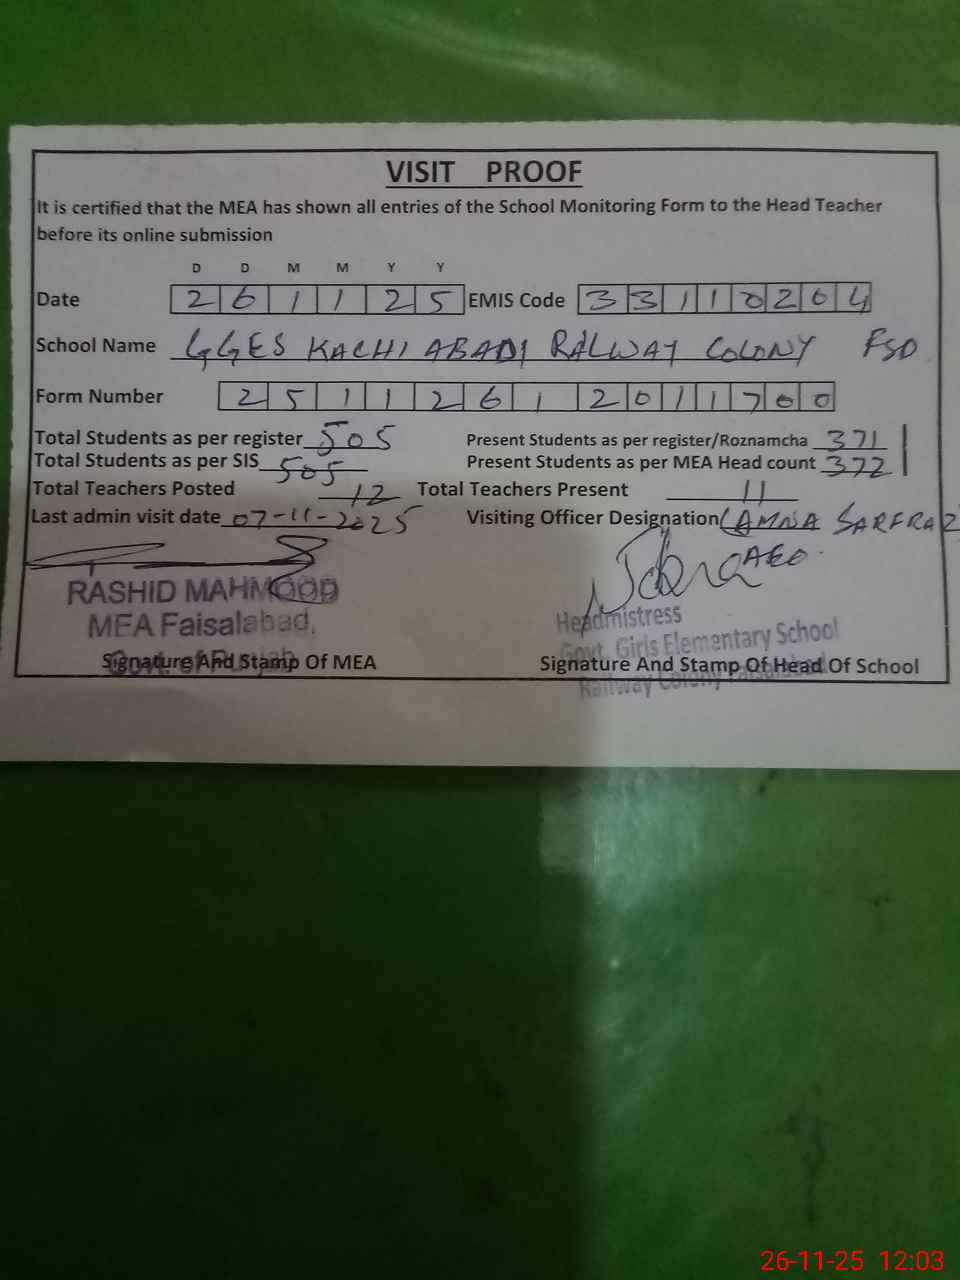 VISIT PROOF
It is certified that the MEA has shown all entries of the School Monitoring Form to the Head Teacher
before its online submission
D D M M Y Y
Date 2 6 1 1 2 5 EMIS Code 3 3 1 1 0 2 0 4
School Name GGES KACHI ABADI RALWAY COLONY FSD
Form Number 2 5 1 1 2 6 1 2 0 1 1 7 0 0
Total Students as per register 505 Present Students as per register/Roznamcha 371
Total Students as per SIS 505 Present Students as per MEA Head count 372
Total Teachers Posted 12 Total Teachers Present 11
Last admin visit date 07-11-2025 Visiting Officer Designation (AMNA SARFRAZ
AEO.
RASHID MAHMOOD
MEA Faisalabad,
Govt. of Punjab
Signature And Stamp Of MEA
Headmistress
Govt. Girls Elementary School
Railway Colony Faisalabad
Signature And Stamp Of Head Of School
26-11-25 12:03